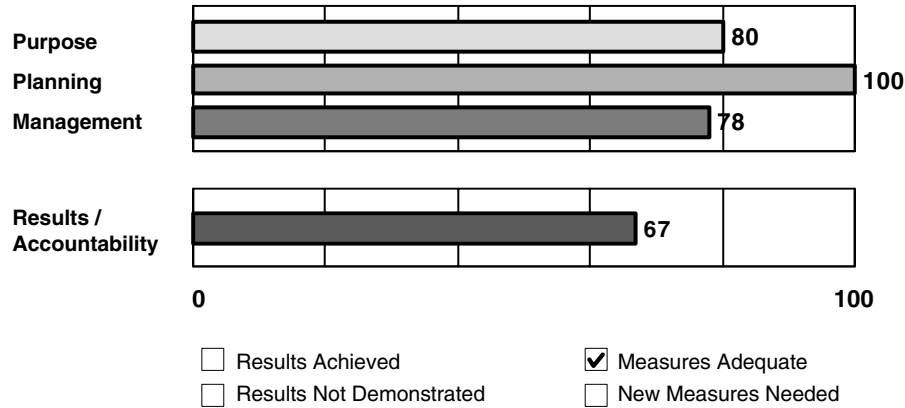 Purpose 80
Planning 100
Management 78
Results /
Accountability 67
0 100
Results Achieved Measures Adequate
Results Not Demonstrated New Measures Needed